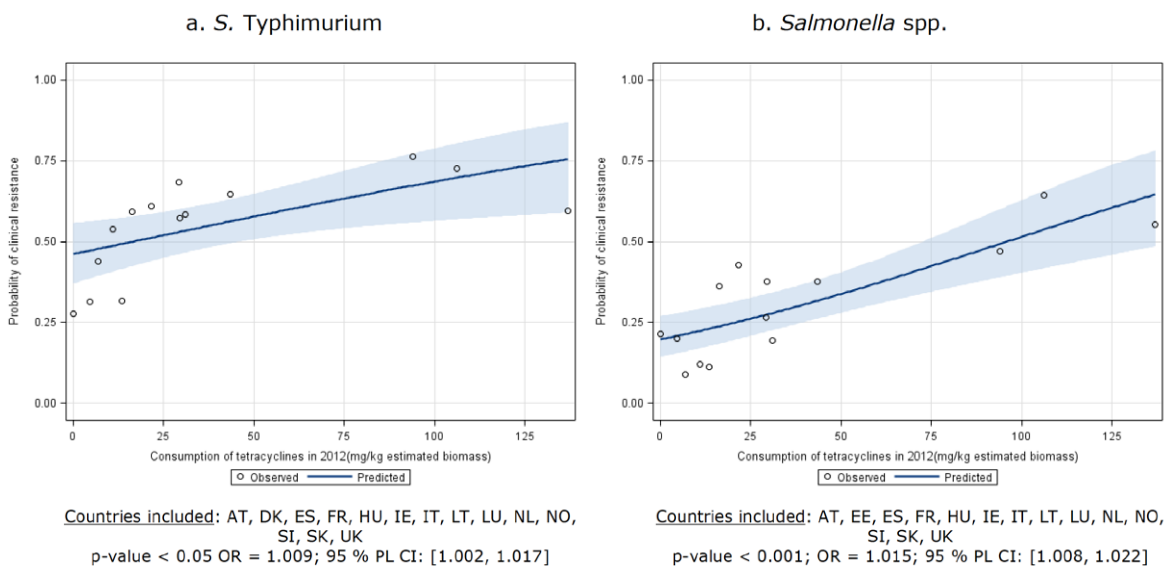 a. S. Typhimurium
1.00
0.75
0.50
0.25
0.00
Probability of clinical resistance
0 25 50 75 100 125
Consumption of tetracyclines in 2012(mg/kg estimated biomass)
Observed Predicted
Countries included: AT, DK, ES, FR, HU, IE, IT, LT, LU, NL, NO,
SI, SK, UK
p-value < 0.05 OR = 1.009; 95 % PL CI: [1.002, 1.017]
b. Salmonella spp.
1.00
0.75
0.50
0.25
0.00
Probability of clinical resistance
0 25 50 75 100 125
Consumption of tetracyclines in 2012(mg/kg estimated biomass)
Observed Predicted
Countries included: AT, EE, ES, FR, HU, IE, IT, LT, LU, NL, NO,
SI, SK, UK
p-value < 0.001; OR = 1.015; 95 % PL CI: [1.008, 1.022]